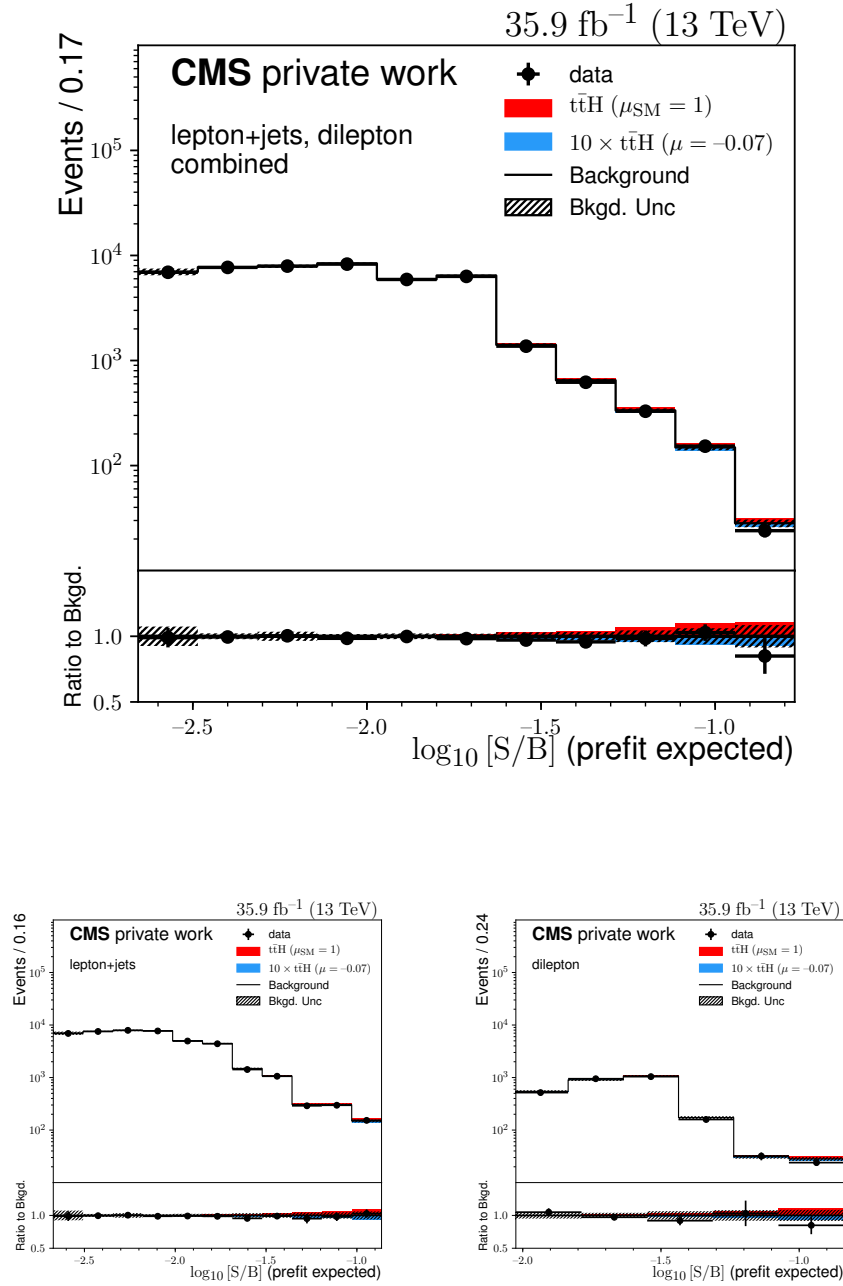 35.9 fb⁻¹ (13 TeV)
Events / 0.17
CMS private work
lepton+jets, dilepton
combined
data
tt̄H (μSM = 1)
10 × tt̄H (μ = –0.07)
Background
Bkgd. Unc
10⁵
10⁴
10³
10²
Ratio to Bkgd.
1.0
0.5
–2.5 –2.0 –1.5 –1.0
log₁₀ [S/B] (prefit expected)
35.9 fb⁻¹ (13 TeV)
Events / 0.16
CMS private work
lepton+jets
data
tt̄H (μSM = 1)
10 × tt̄H (μ = –0.07)
Background
Bkgd. Unc
10⁵
10⁴
10³
10²
Ratio to Bkgd.
1.0
0.5
–2.5 –2.0 –1.5 –1.0
log₁₀ [S/B] (prefit expected)
35.9 fb⁻¹ (13 TeV)
Events / 0.24
CMS private work
dilepton
data
tt̄H (μSM = 1)
10 × tt̄H (μ = –0.07)
Background
Bkgd. Unc
10⁵
10⁴
10³
10²
Ratio to Bkgd.
1.0
0.5
–2.0 –1.5 –1.0
log₁₀ [S/B] (prefit expected)